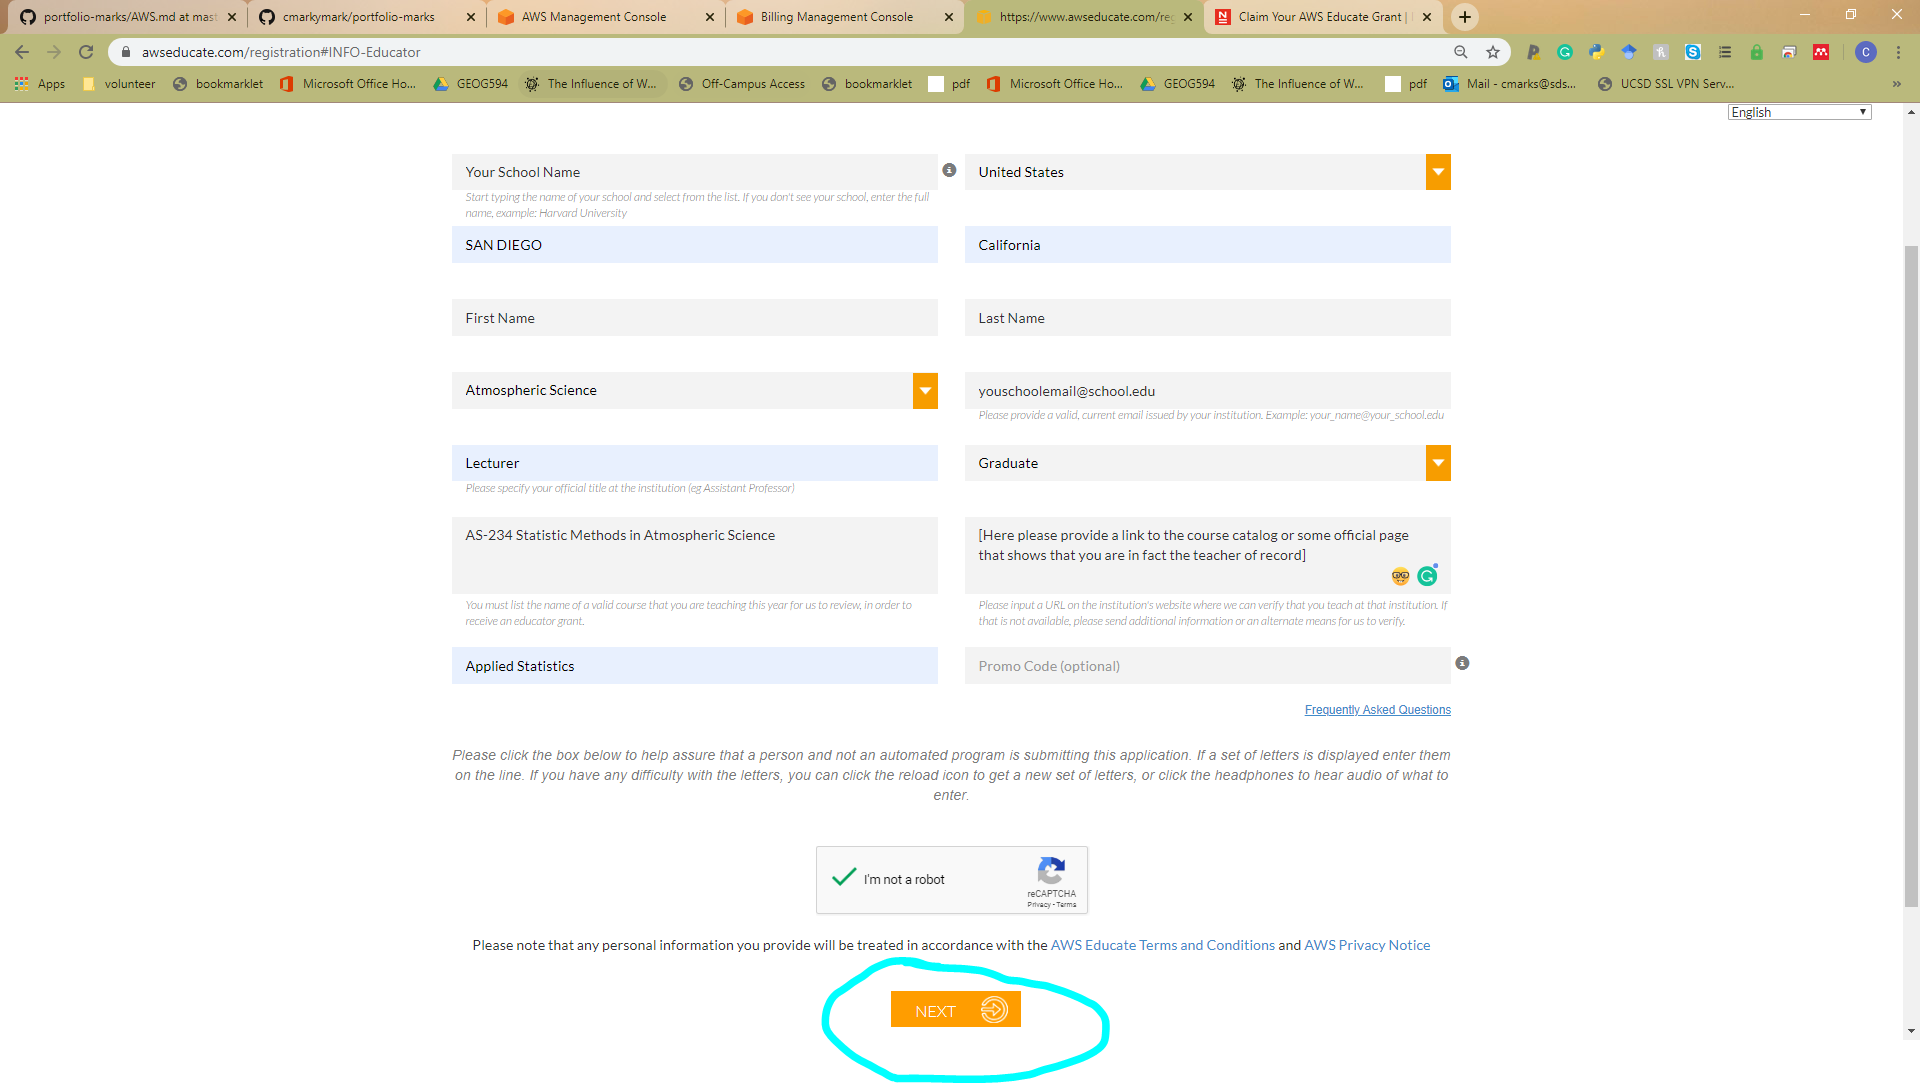 portfolio-marks/AWS.md at mast
cmarkymark/portfolio-marks
AWS Management Console
Billing Management Console
https://www.awseducate.com/reg
Claim Your AWS Educate Grant |
awseducate.com/registration#INFO-Educator
C
Apps
volunteer
bookmarklet
Microsoft Office Ho...
GEOG594
The Influence of W...
Off-Campus Access
bookmarklet
pdf
Microsoft Office Ho...
GEOG594
The Influence of W...
pdf
Mail - cmarks@sds...
UCSD SSL VPN Serv...
»
English
Your School Name
United States
Start typing the name of your school and select from the list. If you don't see your school, enter the full
name, example: Harvard University
SAN DIEGO
California
First Name
Last Name
Atmospheric Science
youschoolemail@school.edu
Please provide a valid, current email issued by your institution. Example: your_name@your_school.edu
Lecturer
Graduate
Please specify your official title at the institution (eg Assistant Professor)
AS-234 Statistic Methods in Atmospheric Science
[Here please provide a link to the course catalog or some official page
that shows that you are in fact the teacher of record]
You must list the name of a valid course that you are teaching this year for us to review, in order to
receive an educator grant.
Please input a URL on the institution's website where we can verify that you teach at that institution. If
that is not available, please send additional information or an alternate means for us to verify.
Applied Statistics
Promo Code (optional)
Frequently Asked Questions
Please click the box below to help assure that a person and not an automated program is submitting this application. If a set of letters is displayed enter them
on the line. If you have any difficulty with the letters, you can click the reload icon to get a new set of letters, or click the headphones to hear audio of what to
enter.
I'm not a robot
reCAPTCHA
Privacy - Terms
Please note that any personal information you provide will be treated in accordance with the AWS Educate Terms and Conditions and AWS Privacy Notice
NEXT